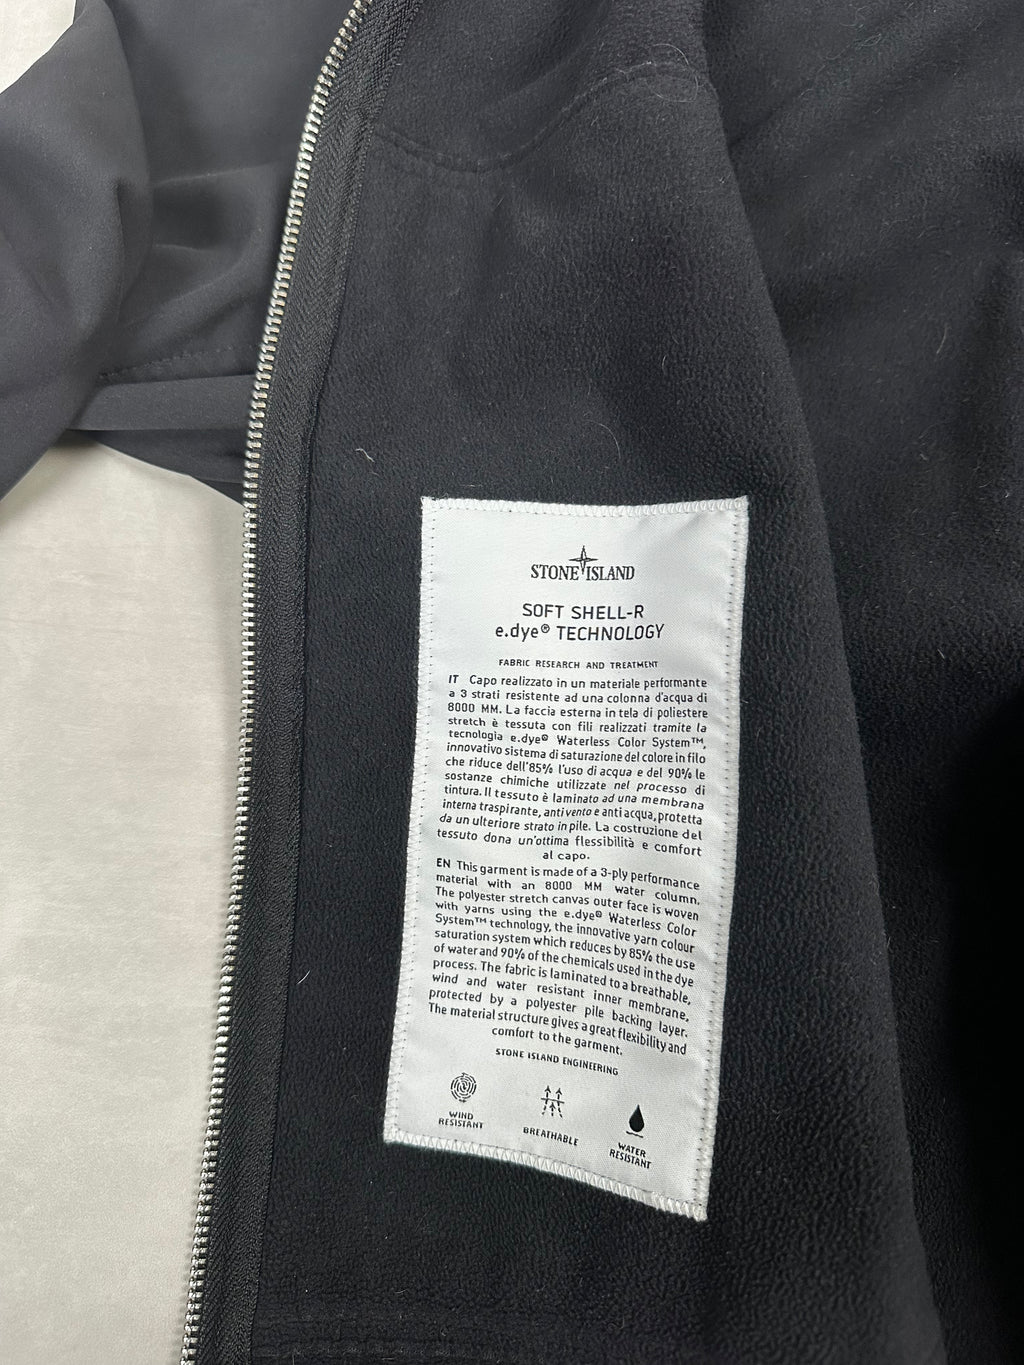 STONE ISLAND
SOFT SHELL-R
e.dye® TECHNOLOGY
FABRIC RESEARCH AND TREATMENT
IT Capo realizzato in un materiale performante
a 3 strati resistente ad una colonna d'acqua di
8000 MM. La faccia esterna in tela di poliestere
stretch è tessuta con fili realizzati tramite la
tecnologia e.dye® Waterless Color System™,
innovativo sistema di saturazione del colore in filo
che riduce dell'85% l'uso di acqua e del 90% le
sostanze chimiche utilizzate nel processo di
tintura. Il tessuto è laminato ad una membrana
interna traspirante, antivento e anti acqua, protetta
da un ulteriore strato in pile. La costruzione del
tessuto dona un'ottima flessibilità e comfort
al capo.
EN This garment is made of a 3-ply performance
material with an 8000 MM water column.
The polyester stretch canvas outer face is woven
with yarns using the e.dye® Waterless Color
System™ technology, the innovative yarn colour
saturation system which reduces by 85% the use
of water and 90% of the chemicals used in the dye
process. The fabric is laminated to a breathable,
wind and water resistant inner membrane,
protected by a polyester pile backing layer.
The material structure gives a great flexibility and
comfort to the garment.
STONE ISLAND ENGINEERING
WIND
RESISTANT
BREATHABLE
WATER
RESISTANT